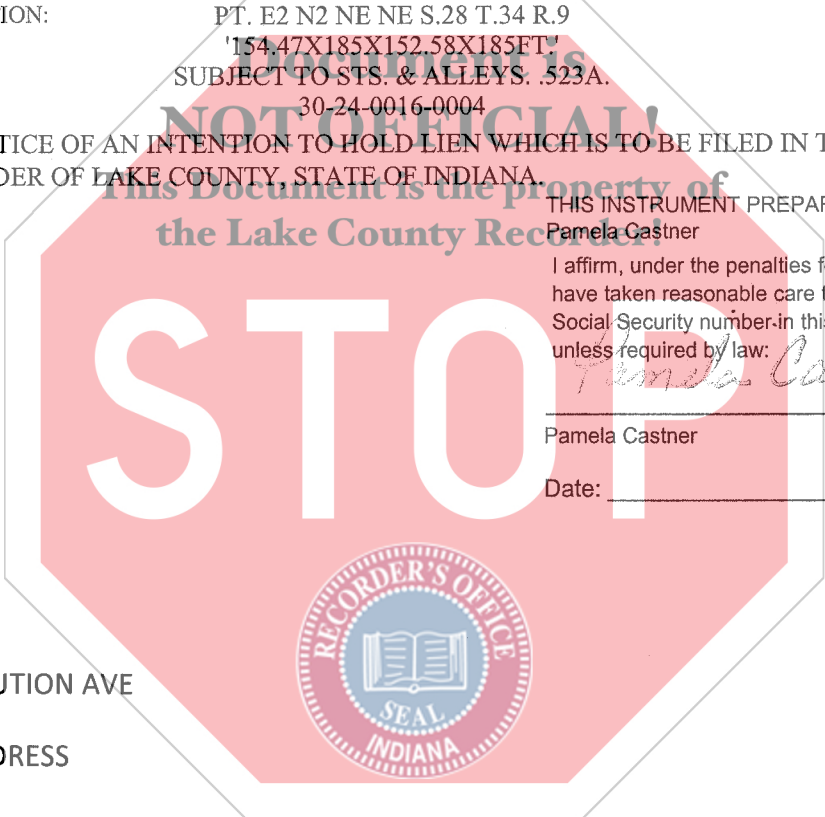 ION: PT. E2 N2 NE NE S.28 T.34 R.9
'154.47X185X152.58X185FT.'
Document is
SUBJECT TO STS. & ALLEYS. .523A.
30-24-0016-0004
NOT OFFICIAL!
TICE OF AN INTENTION TO HOLD LIEN WHICH IS TO BE FILED IN T
DER OF LAKE COUNTY, STATE OF INDIANA.
This Document is the property of
the Lake County Recorder!
THIS INSTRUMENT PREPAR
Pamela Castner
I affirm, under the penalties f
have taken reasonable care t
Social Security number in this
unless required by law:
Pamela Ca
Pamela Castner
Date:
STOP
RECORDER'S OFFICE
SEAL
INDIANA
UTION AVE
DRESS